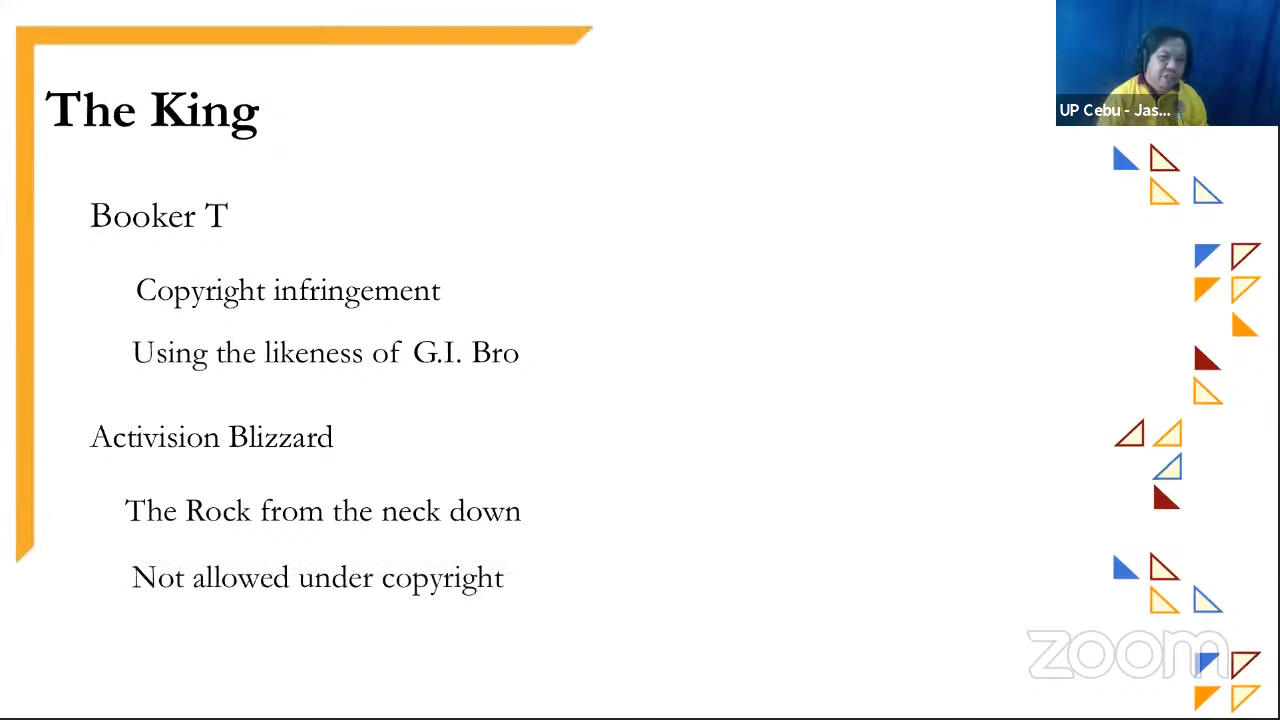 The King
UP Cebu - Jas...
Booker T
Copyright infringement
Using the likeness of G.I. Bro
Activision Blizzard
The Rock from the neck down
Not allowed under copyright
zoom